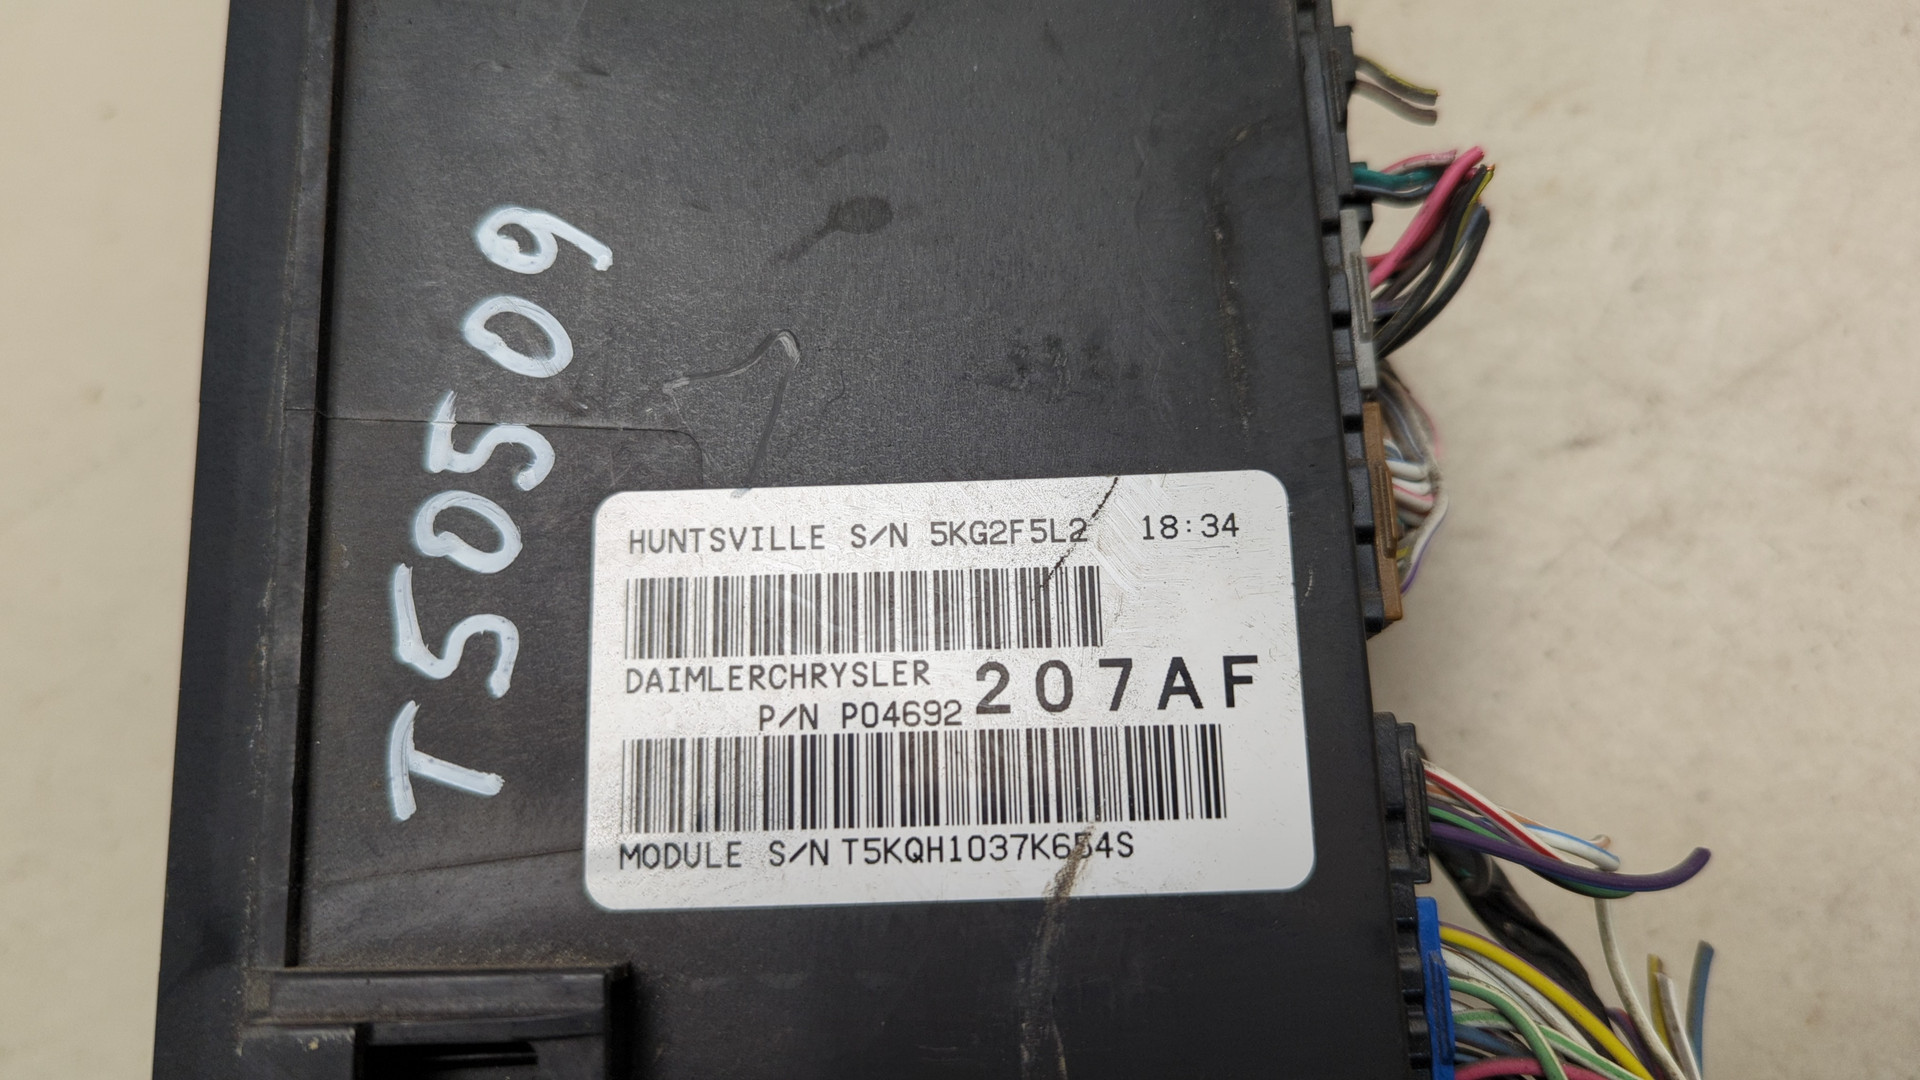 T50509
HUNTSVILLE S/N 5KG2F5L2 18:34
DAIMLERCHRYSLER
P/N P04692 207AF
MODULE S/N T5KQH1037K654S